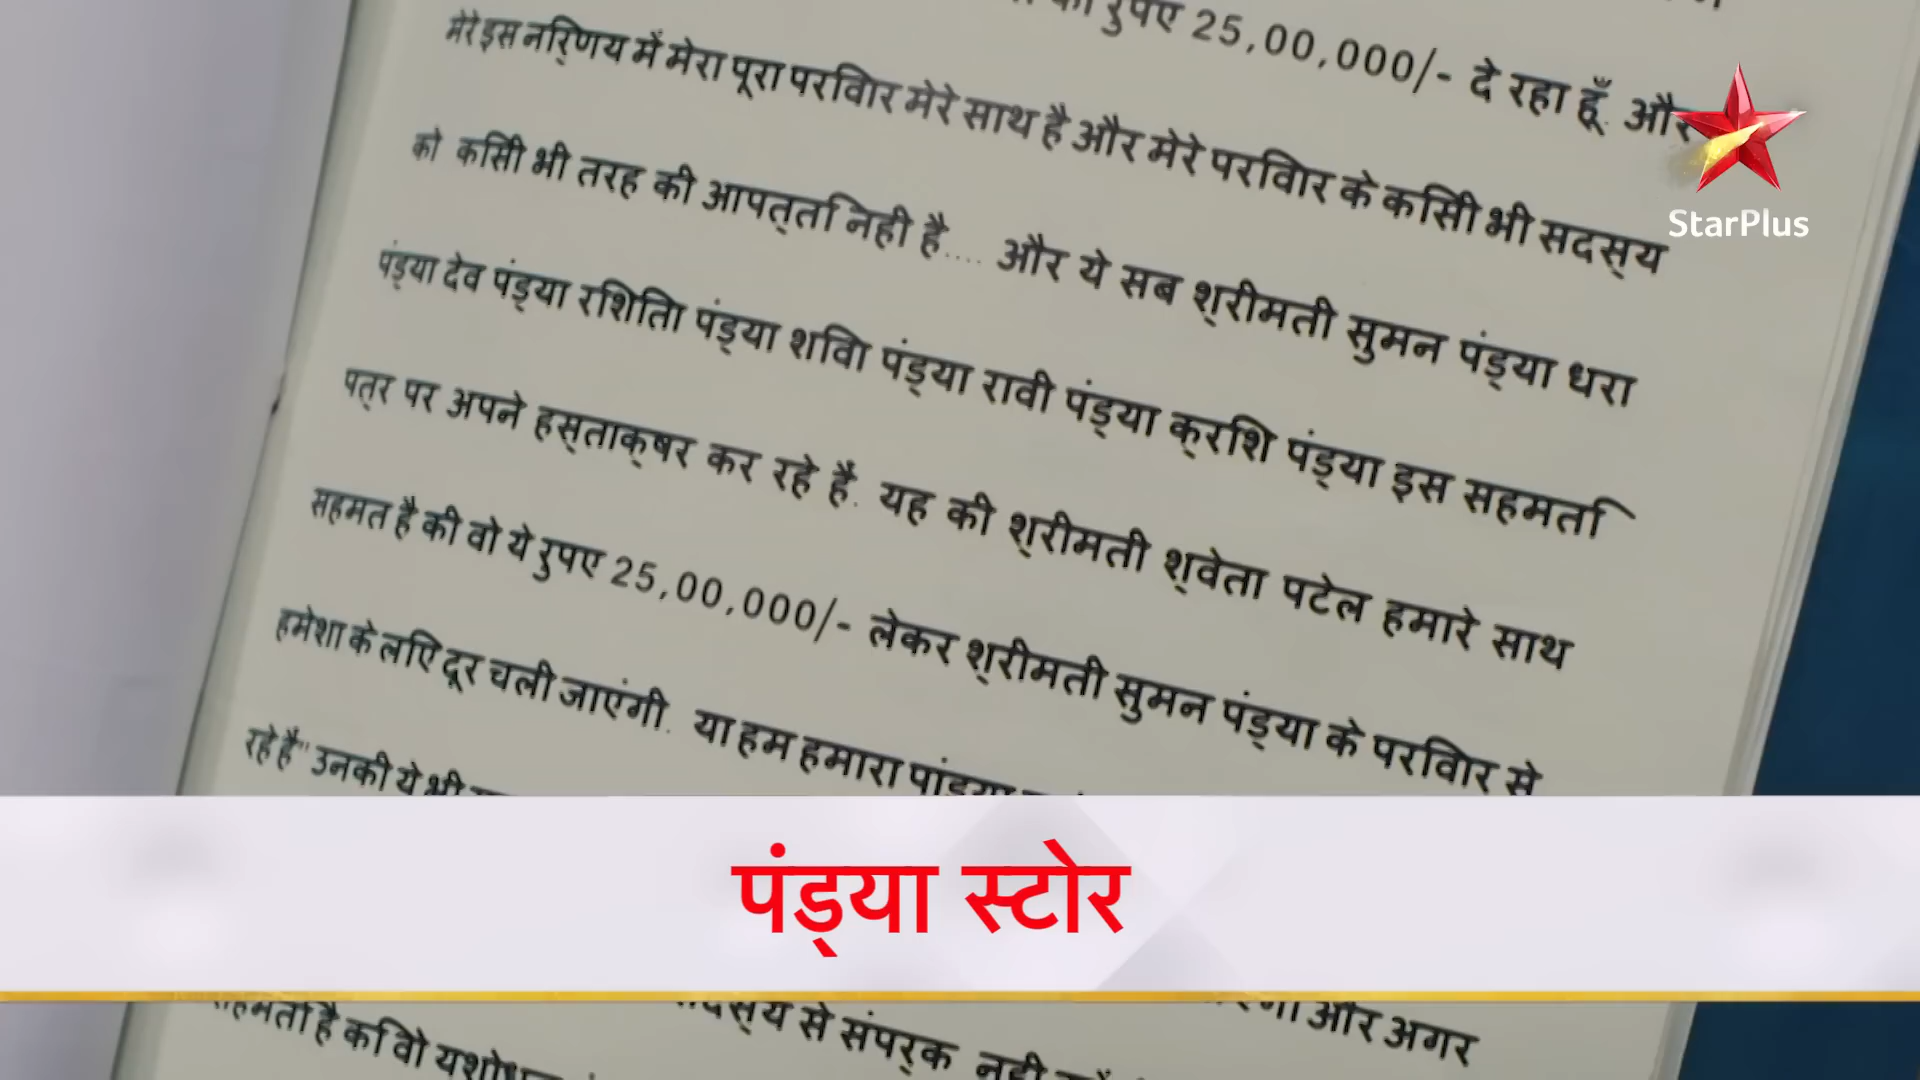 रुपए 25,00,000/- दे रहा हूँ. और
मेरे इस नरि्णय में मेरा पूरा परविार मेरे साथ है और मेरे परविार के कसिी भी सदस्य
को कसिी भी तरह की आपत्तनिही है.... और ये सब श्रीमती सुमन पंड्या धरा
पंड्या देव पंड्या रशितिा पंड्या शविा पंड्या रावी पंड्या क्रशि पंड्या इस सहमता
पत्र पर अपने हस्ताक्षर कर रहे है. यह की श्रीमती श्वेता पटेल हमारे साथ
सहमत है की वो ये रुपए 25,00,000/- लेकर श्रीमती सुमन पंड्या के परविार से
हमेशा के लएि दूर चली जाएंगी. या हम हमारा
रहे है" उनकी ये भी
और अगर
से संपर्क नही
StarPlus
पंड्या स्टोर